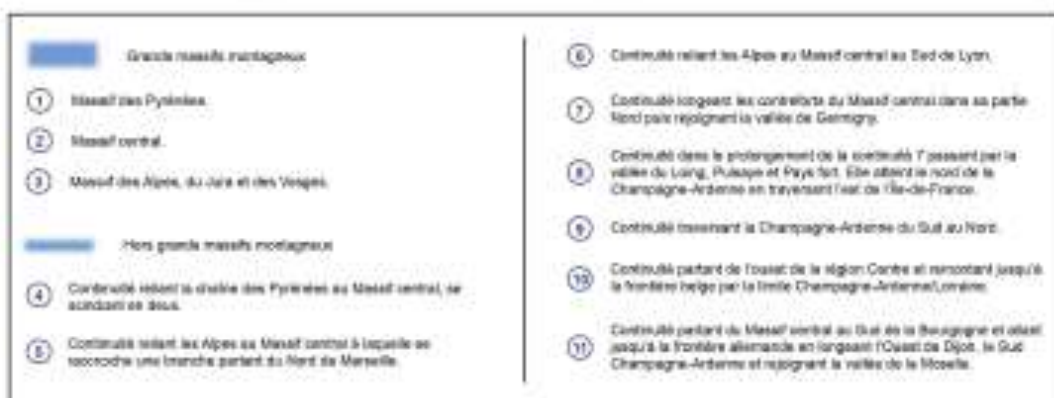 Grands massifs montagneux
1 Massif des Pyrénées.
2 Massif central.
3 Massif des Alpes, du Jura et des Vosges.
Hors grands massifs montagneux
4 Continuité reliant la chaîne des Pyrénées au Massif central, se
scindant en deux.
5 Continuité reliant les Alpes au Massif central à laquelle se
raccroche une branche partant du Nord de Marseille.
6 Continuité reliant les Alpes au Massif central au Sud de Lyon.
7 Continuité longeant les contreforts du Massif central dans sa partie
Nord puis rejoignant la vallée de Germigny.
8 Continuité dans le prolongement de la continuité 7 passant par la
vallée du Loing, Puisaye et Pays fort. Elle atteint le nord de la
Champagne-Ardenne en traversant l'est de l'Île-de-France.
9 Continuité traversant la Champagne-Ardenne du Sud au Nord.
10 Continuité partant de l'ouest de la région Centre et remontant jusqu'à
la frontière belge par la limite Champagne-Ardenne/Lorraine.
11 Continuité partant du Massif central au Sud de la Bourgogne et allant
jusqu'à la frontière allemande en longeant l'Ouest de Dijon, le Sud
Champagne-Ardenne et rejoignant la vallée de la Moselle.